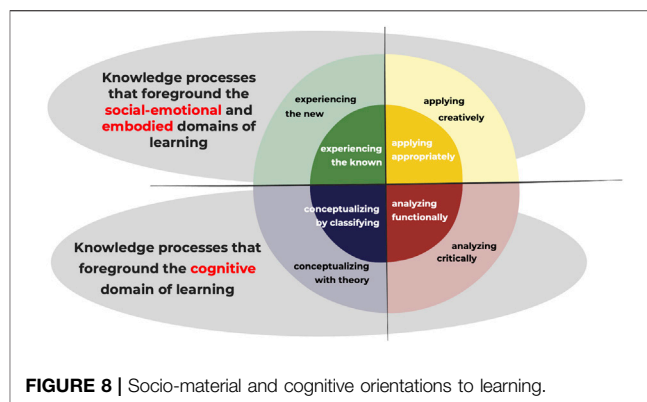 Knowledge processes
that foreground the
social-emotional and
embodied domains of
learning
experiencing
the new
applying
creatively
experiencing
the known
applying
appropriately
conceptualizing
by classifying
analyzing
functionally
Knowledge processes that
foreground the cognitive
domain of learning
conceptualizing
with theory
analyzing
critically
FIGURE 8 | Socio-material and cognitive orientations to learning.